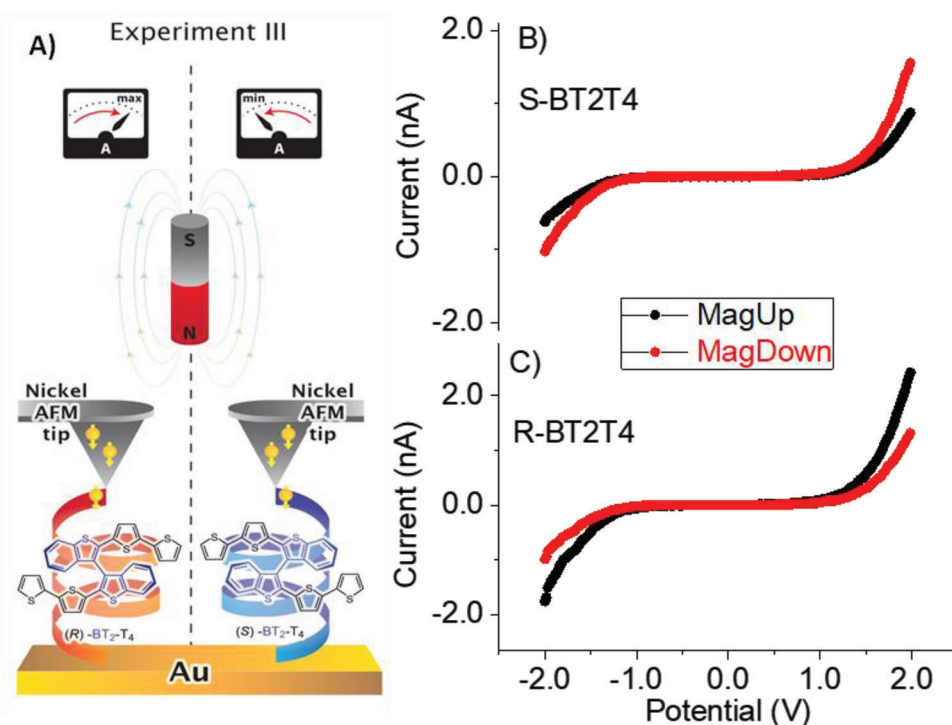 A)
Experiment III
max
A
min
A
S
N
Nickel
AFM
tip
Nickel
AFM
tip
S
S
S
S
S
S
(R) -BT2-T4
S
S
S
S
S
S
(S) -BT2-T4
Au
B)
S-BT2T4
Current (nA)
2.0
0.0
-2.0
MagUp
MagDown
C)
R-BT2T4
Current (nA)
2.0
0.0
-2.0
-2.0
-1.0
0.0
1.0
2.0
Potential (V)